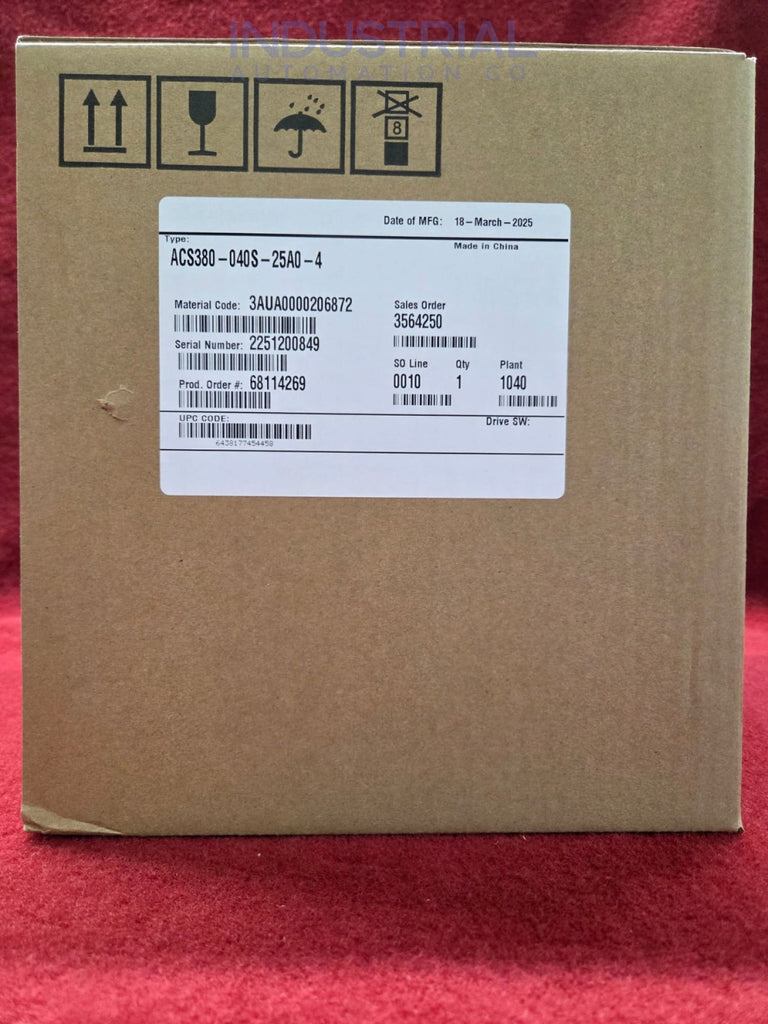 INDUSTRIAL
AUTOMATION CO
8
Date of MFG: 18-March-2025
Type:
Made in China
ACS380-040S-25A0-4
Material Code: 3AUA0000206872
Sales Order
3564250
Serial Number: 2251200849
SO Line Qty Plant
Prod. Order #: 68114269
0010 1 1040
UPC CODE:
Drive SW:
6438177454458